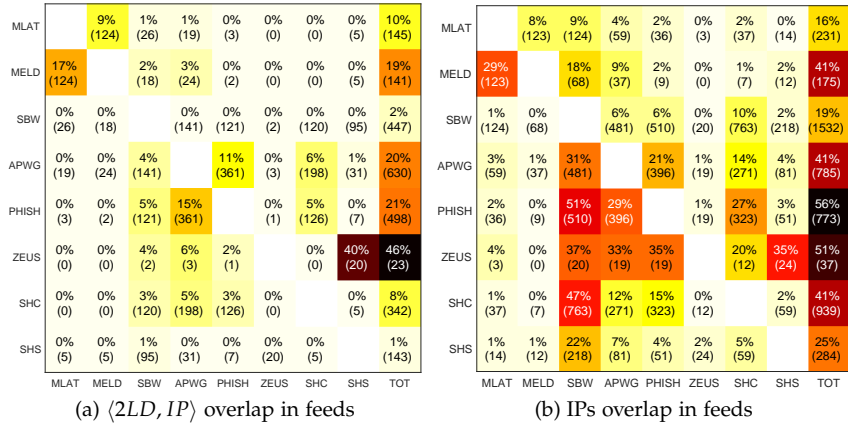 MLAT 9% 1% 1% 0% 0% 0% 0% 10%
(124) (26) (19) (3) (0) (0) (5) (145)
MELD 17% 2% 3% 0% 0% 0% 0% 19%
(124) (18) (24) (2) (0) (0) (5) (141)
SBW 0% 0% 0% 0% 0% 0% 0% 2%
(26) (18) (141) (121) (2) (120) (95) (447)
APWG 0% 0% 4% 11% 0% 6% 1% 20%
(19) (24) (141) (361) (3) (198) (31) (630)
PHISH 0% 0% 5% 15% 0% 5% 0% 21%
(3) (2) (121) (361) (1) (126) (7) (498)
ZEUS 0% 0% 4% 6% 2% 0% 40% 46%
(0) (0) (2) (3) (1) (0) (20) (23)
SHC 0% 0% 3% 5% 3% 0% 0% 8%
(0) (0) (120) (198) (126) (0) (5) (342)
SHS 0% 0% 1% 0% 0% 0% 0% 1%
(5) (5) (95) (31) (7) (20) (5) (143)
MLAT MELD SBW APWG PHISH ZEUS SHC SHS TOT
(a) ⟨2LD, IP⟩ overlap in feeds
MLAT 8% 9% 4% 2% 0% 2% 0% 16%
(123) (124) (59) (36) (3) (37) (14) (231)
MELD 29% 18% 9% 2% 0% 1% 2% 41%
(123) (68) (37) (9) (0) (7) (12) (175)
SBW 1% 0% 6% 6% 0% 10% 2% 19%
(124) (68) (481) (510) (20) (763) (218) (1532)
APWG 3% 1% 31% 21% 1% 14% 4% 41%
(59) (37) (481) (396) (19) (271) (81) (785)
PHISH 2% 0% 51% 29% 1% 27% 3% 56%
(36) (9) (510) (396) (19) (323) (51) (773)
ZEUS 4% 0% 37% 33% 35% 20% 35% 51%
(3) (0) (20) (19) (19) (12) (24) (37)
SHC 1% 0% 47% 12% 15% 0% 2% 41%
(37) (7) (763) (271) (323) (12) (59) (939)
SHS 1% 1% 22% 7% 4% 2% 5% 25%
(14) (12) (218) (81) (51) (24) (59) (284)
MLAT MELD SBW APWG PHISH ZEUS SHC SHS TOT
(b) IPs overlap in feeds